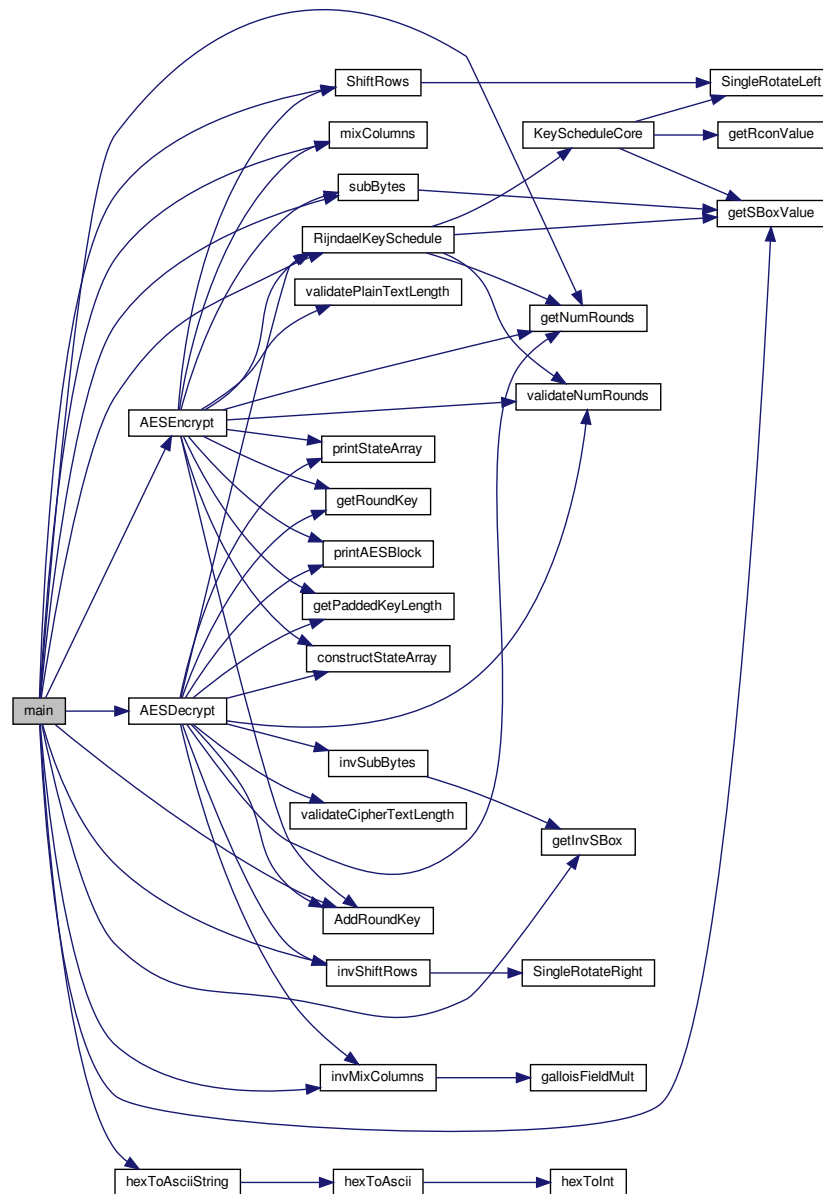 ShiftRows
SingleRotateLeft
mixColumns
KeyScheduleCore
getRconValue
subBytes
getSBoxValue
RijndaelKeySchedule
validatePlainTextLength
getNumRounds
validateNumRounds
AESEncrypt
printStateArray
getRoundKey
printAESBlock
getPaddedKeyLength
constructStateArray
main
AESDecrypt
invSubBytes
validateCipherTextLength
getInvSBox
AddRoundKey
invShiftRows
SingleRotateRight
invMixColumns
galloisFieldMult
hexToAsciiString
hexToAscii
hexToInt